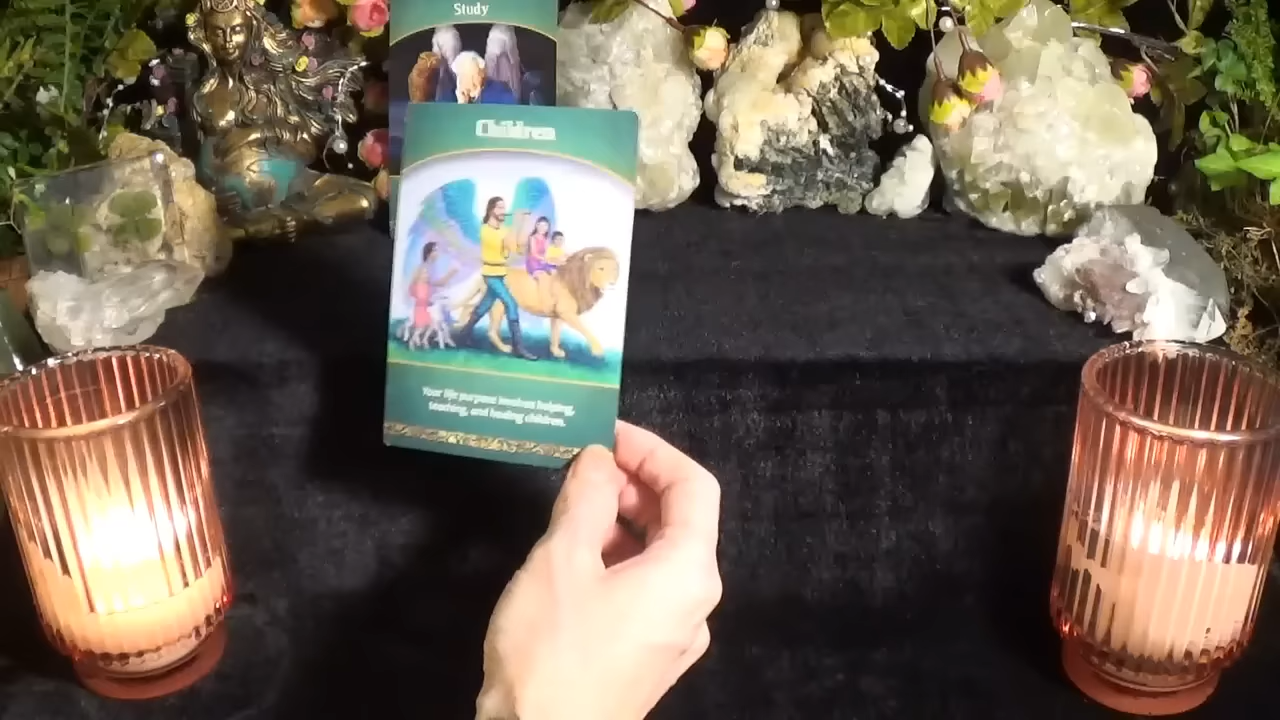 Study
Children
Your life purpose involves helping,
teaching, and healing children.